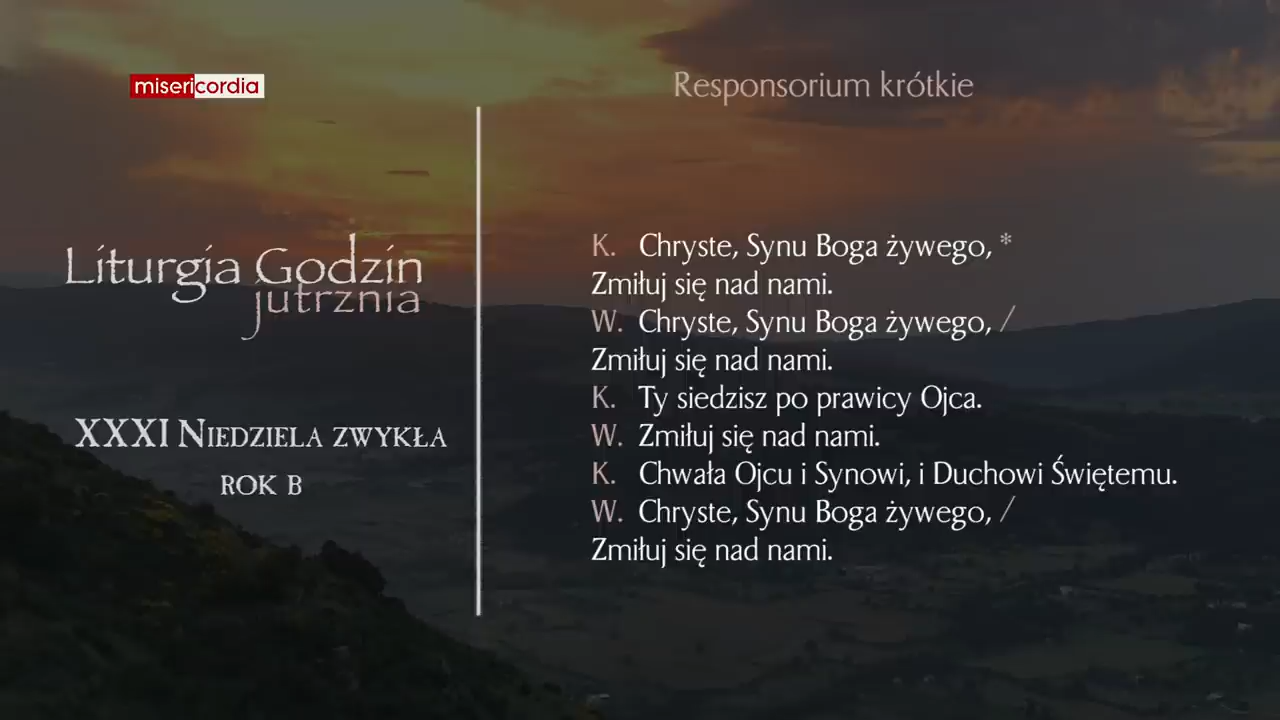 misericordia
Liturgia Godzin
jutrznia
XXXI Niedziela zwykła
rok B
Responsorium krótkie
K. Chryste, Synu Boga żywego, *
Zmiłuj się nad nami.
W. Chryste, Synu Boga żywego, /
Zmiłuj się nad nami.
K. Ty siedzisz po prawicy Ojca.
W. Zmiłuj się nad nami.
K. Chwała Ojcu i Synowi, i Duchowi Świętemu.
W. Chryste, Synu Boga żywego, /
Zmiłuj się nad nami.